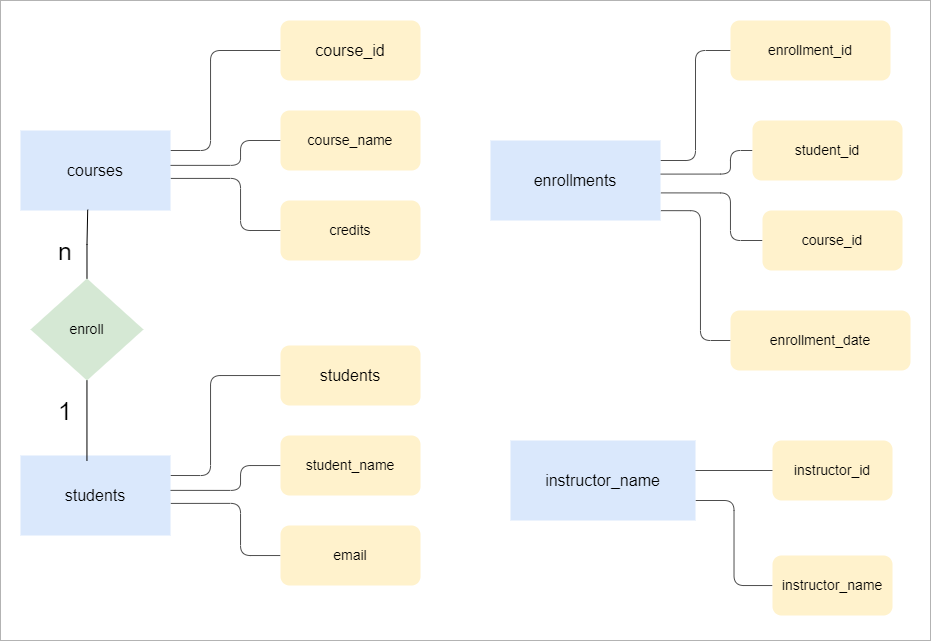 course_id
course_name
courses
credits
n
enroll
1
students
student_name
students
email
enrollment_id
student_id
enrollments
course_id
enrollment_date
instructor_id
instructor_name
instructor_name